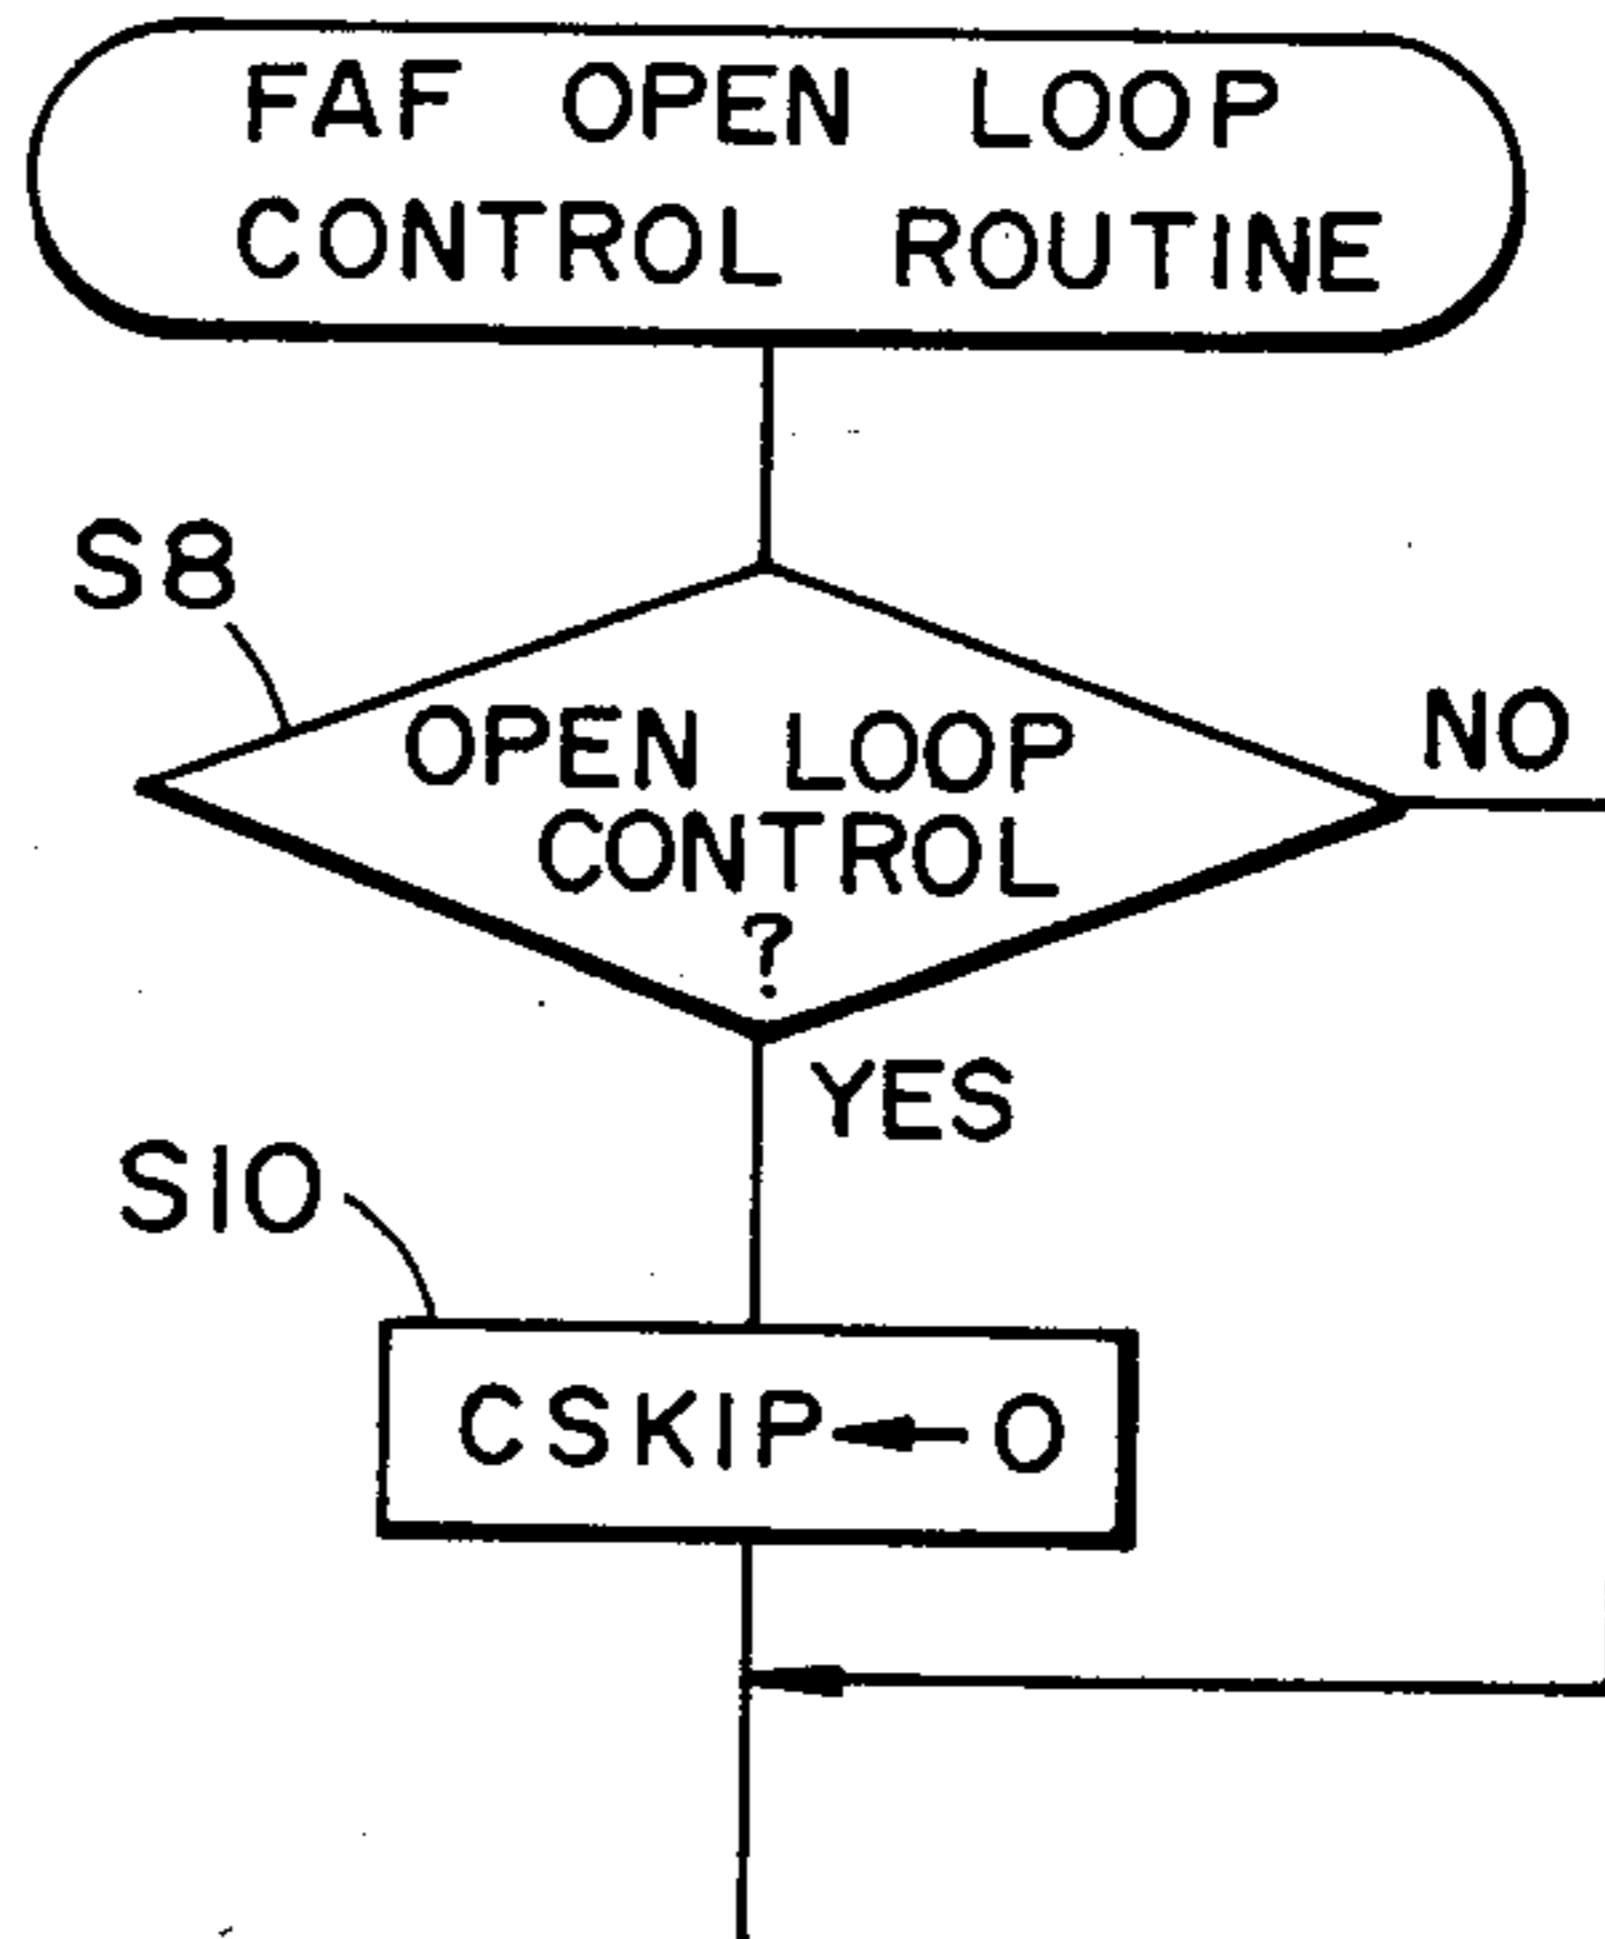 FAF OPEN LOOP
CONTROL ROUTINE
S8
OPEN LOOP
CONTROL
?
NO
YES
S10
CSKIP ← 0